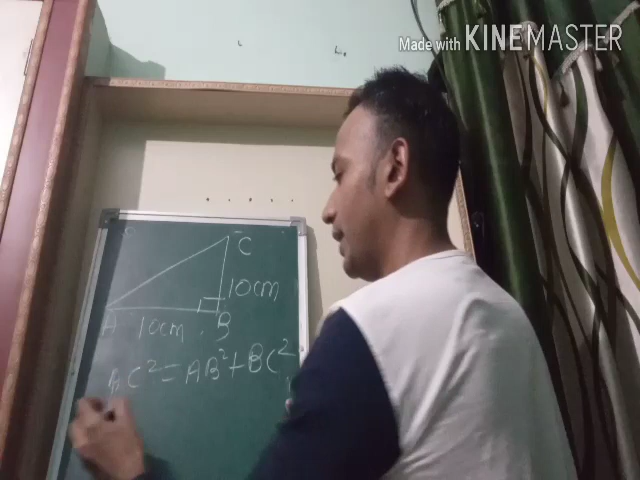 Made with KINEMASTER
C
10cm
A 10cm B
AC²=AB²+BC²